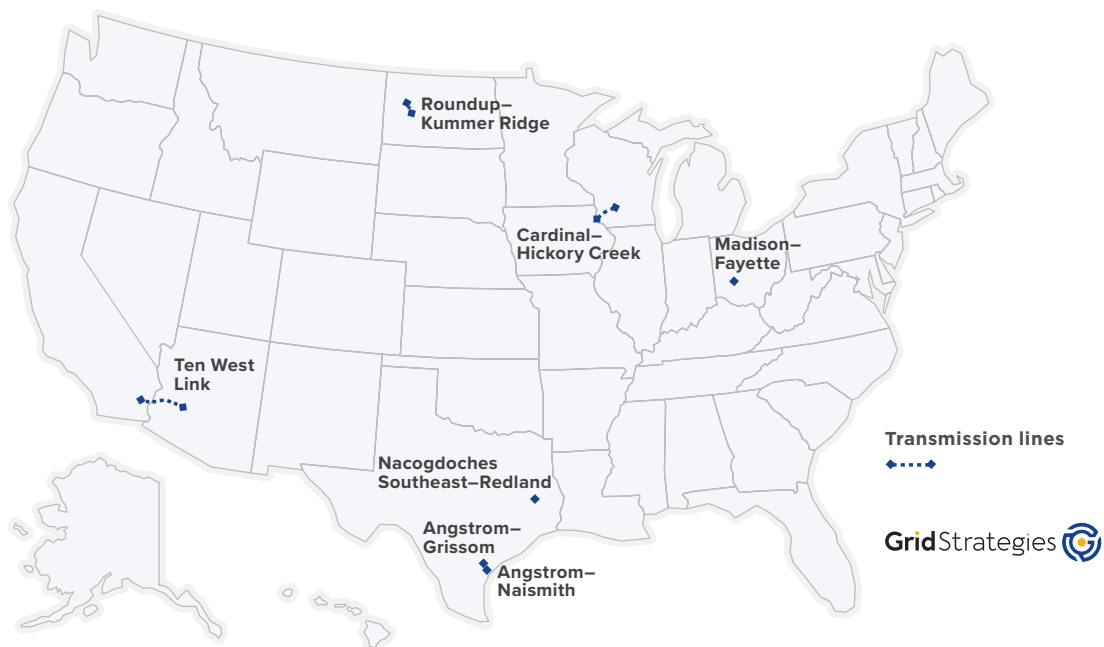 Roundup–
Kummer Ridge
Cardinal–
Hickory Creek
Madison–
Fayette
Ten West
Link
Nacogdoches
Southeast–Redland
Angstrom–
Grissom
Angstrom–
Naismith
Transmission lines
GridStrategies